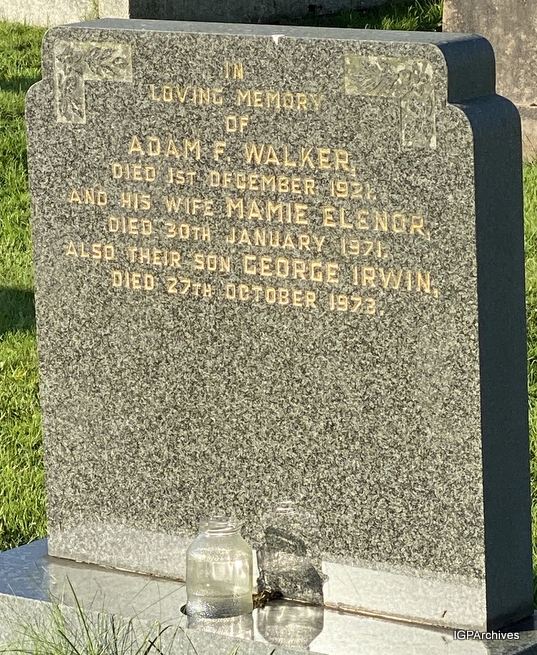 IN
LOVING MEMORY
OF
ADAM F. WALKER,
DIED 1ST DECEMBER 1921.
AND HIS WIFE MAMIE ELENOR,
DIED 30TH JANUARY 1971.
ALSO THEIR SON GEORGE IRWIN,
DIED 27TH OCTOBER 1973.
IGPArchives